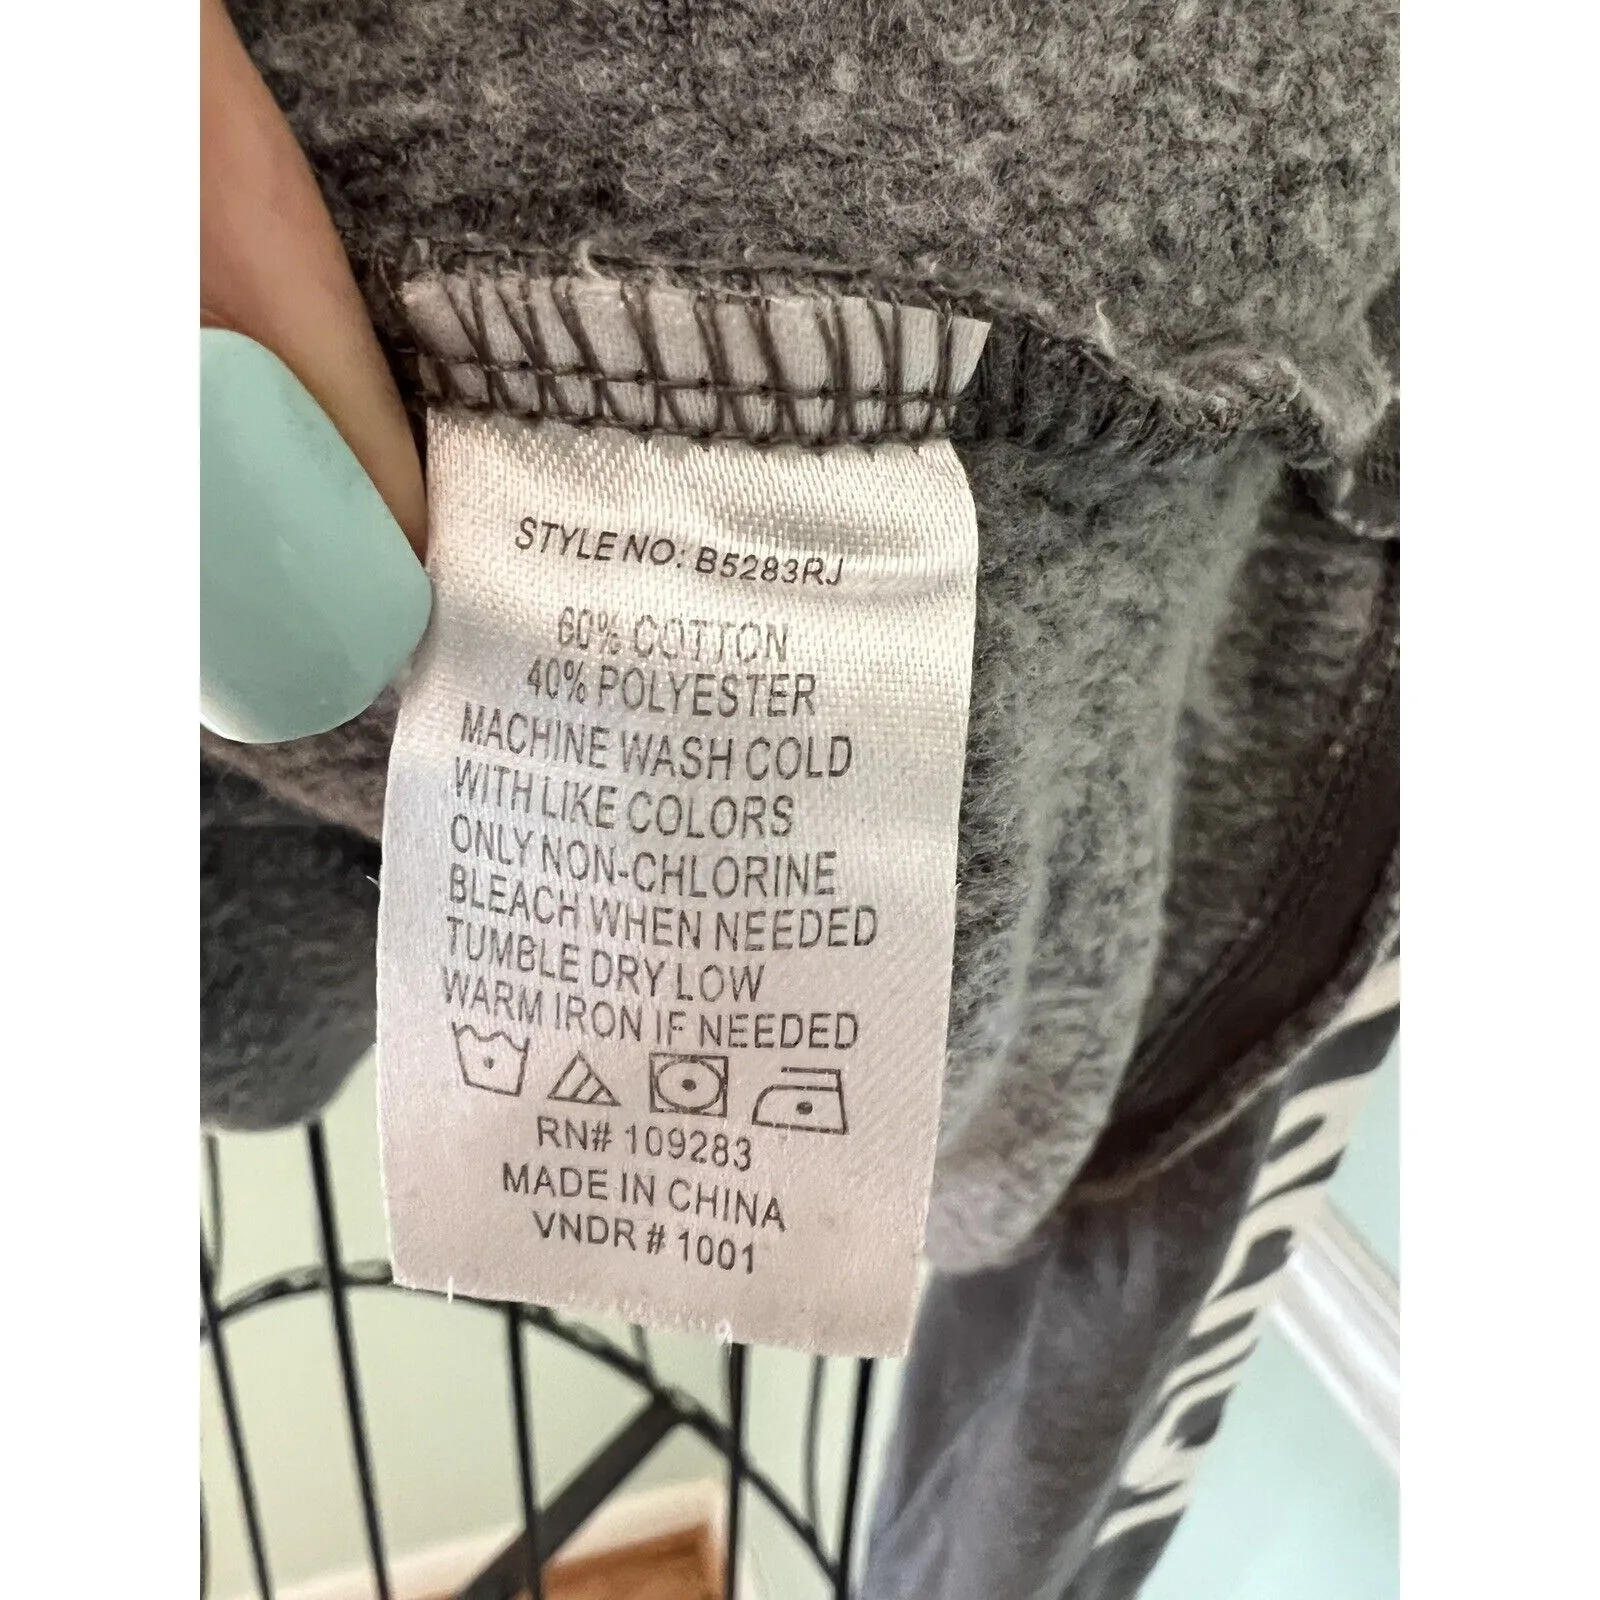 STYLE NO: B5283RJ
60% COTTON
40% POLYESTER
MACHINE WASH COLD
WITH LIKE COLORS
ONLY NON-CHLORINE
BLEACH WHEN NEEDED
TUMBLE DRY LOW
WARM IRON IF NEEDED
RN# 109283
MADE IN CHINA
VNDR # 1001